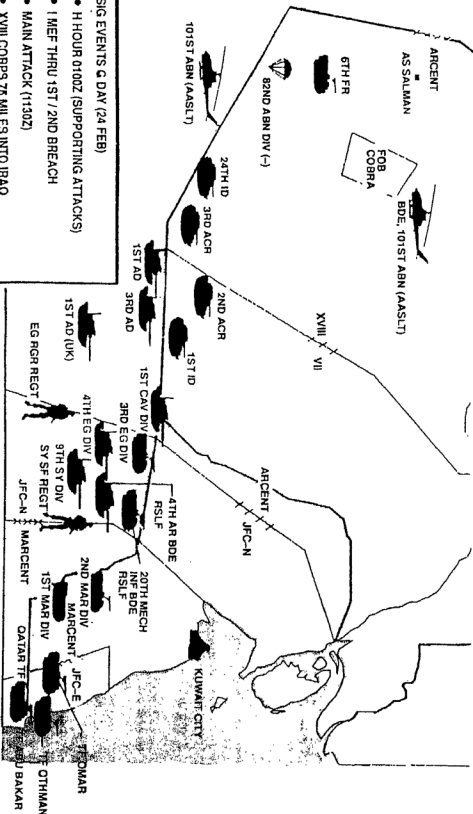 SIG EVENTS G DAY (24 FEB)
• H HOUR 0100Z (SUPPORTING ATTACKS)
• I MEF THRU 1ST / 2ND BREACH
• MAIN ATTACK (1130Z)
• XVIII CORPS 75 MILES INTO IRAQ
ARCENT
AS SALMAN
6TH FR
82ND ABN DIV (–)
101ST ABN (AASLT)
FOB
COBRA
BDE, 101ST ABN (AASLT)
24TH ID
3RD ACR
1ST AD
3RD AD
2ND ACR
1ST ID
1ST AD (UK)
XVIII
VII
EG RGR REGT
1ST CAV DIV
3RD EG DIV
4TH EG DIV
9TH SY DIV
SY SF REGT
4TH AR BDE
RSLF
20TH MECH
INF BDE
RSLF
ARCENT
JFC–N
JFC–N
MARCENT
2ND MAR DIV
1ST MAR DIV
MARCENT
JFC–E
KUWAIT CITY
QATAR TF
TF OMAR
TF OTHMAN
BAKAR